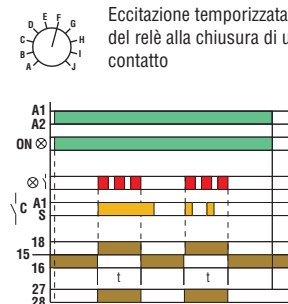 Eccitazione temporizzata
del relè alla chiusura di u
contatto
A B C D E F G H I J
A1
A2
ON
C A1
S
18
15
16
t t
27
28